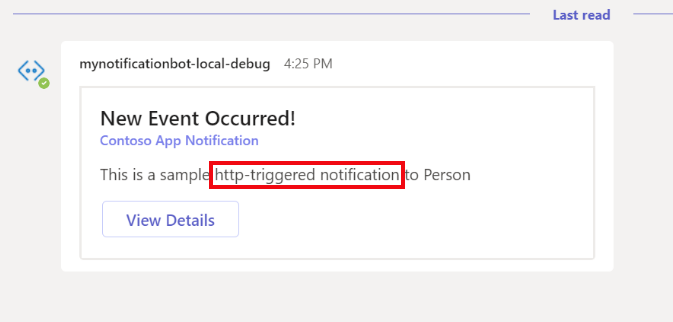 Last read
mynotificationbot-local-debug 4:25 PM
New Event Occurred!
Contoso App Notification
This is a sample http-triggered notification to Person
View Details